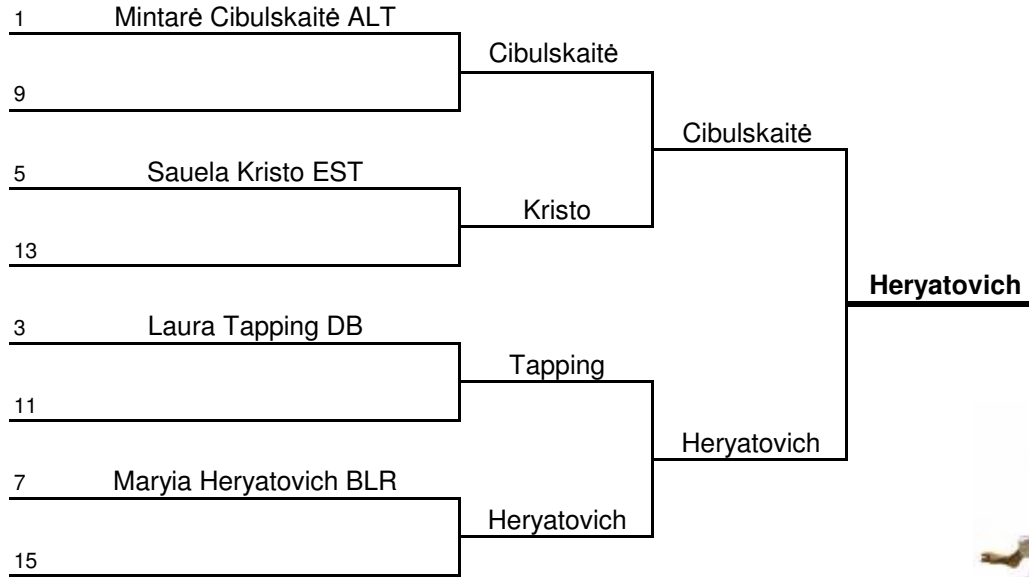 1 Mintarė Cibulskaitė ALT
Cibulskaitė
9
Cibulskaitė
5 Sauela Kristo EST
Kristo
13
Heryatovich
3 Laura Tapping DB
Tapping
11
Heryatovich
7 Maryia Heryatovich BLR
Heryatovich
15